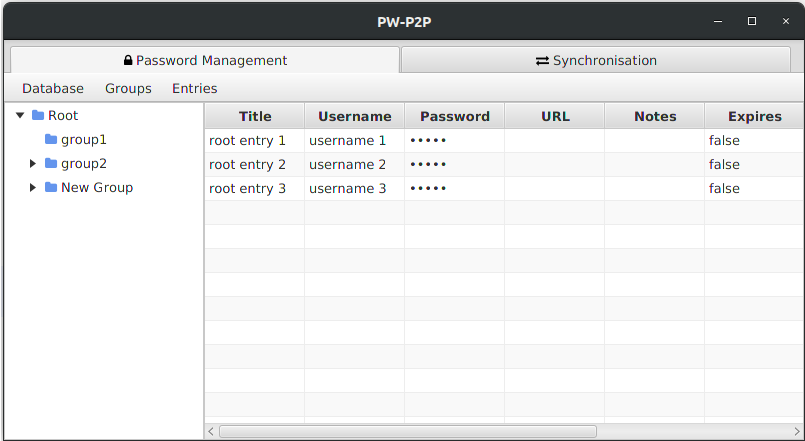 PW-P2P
Password Management
Synchronisation
Database Groups Entries
Root
group1
group2
New Group
Title Username Password URL Notes Expires
root entry 1 username 1 ••••• false
root entry 2 username 2 ••••• false
root entry 3 username 3 ••••• false